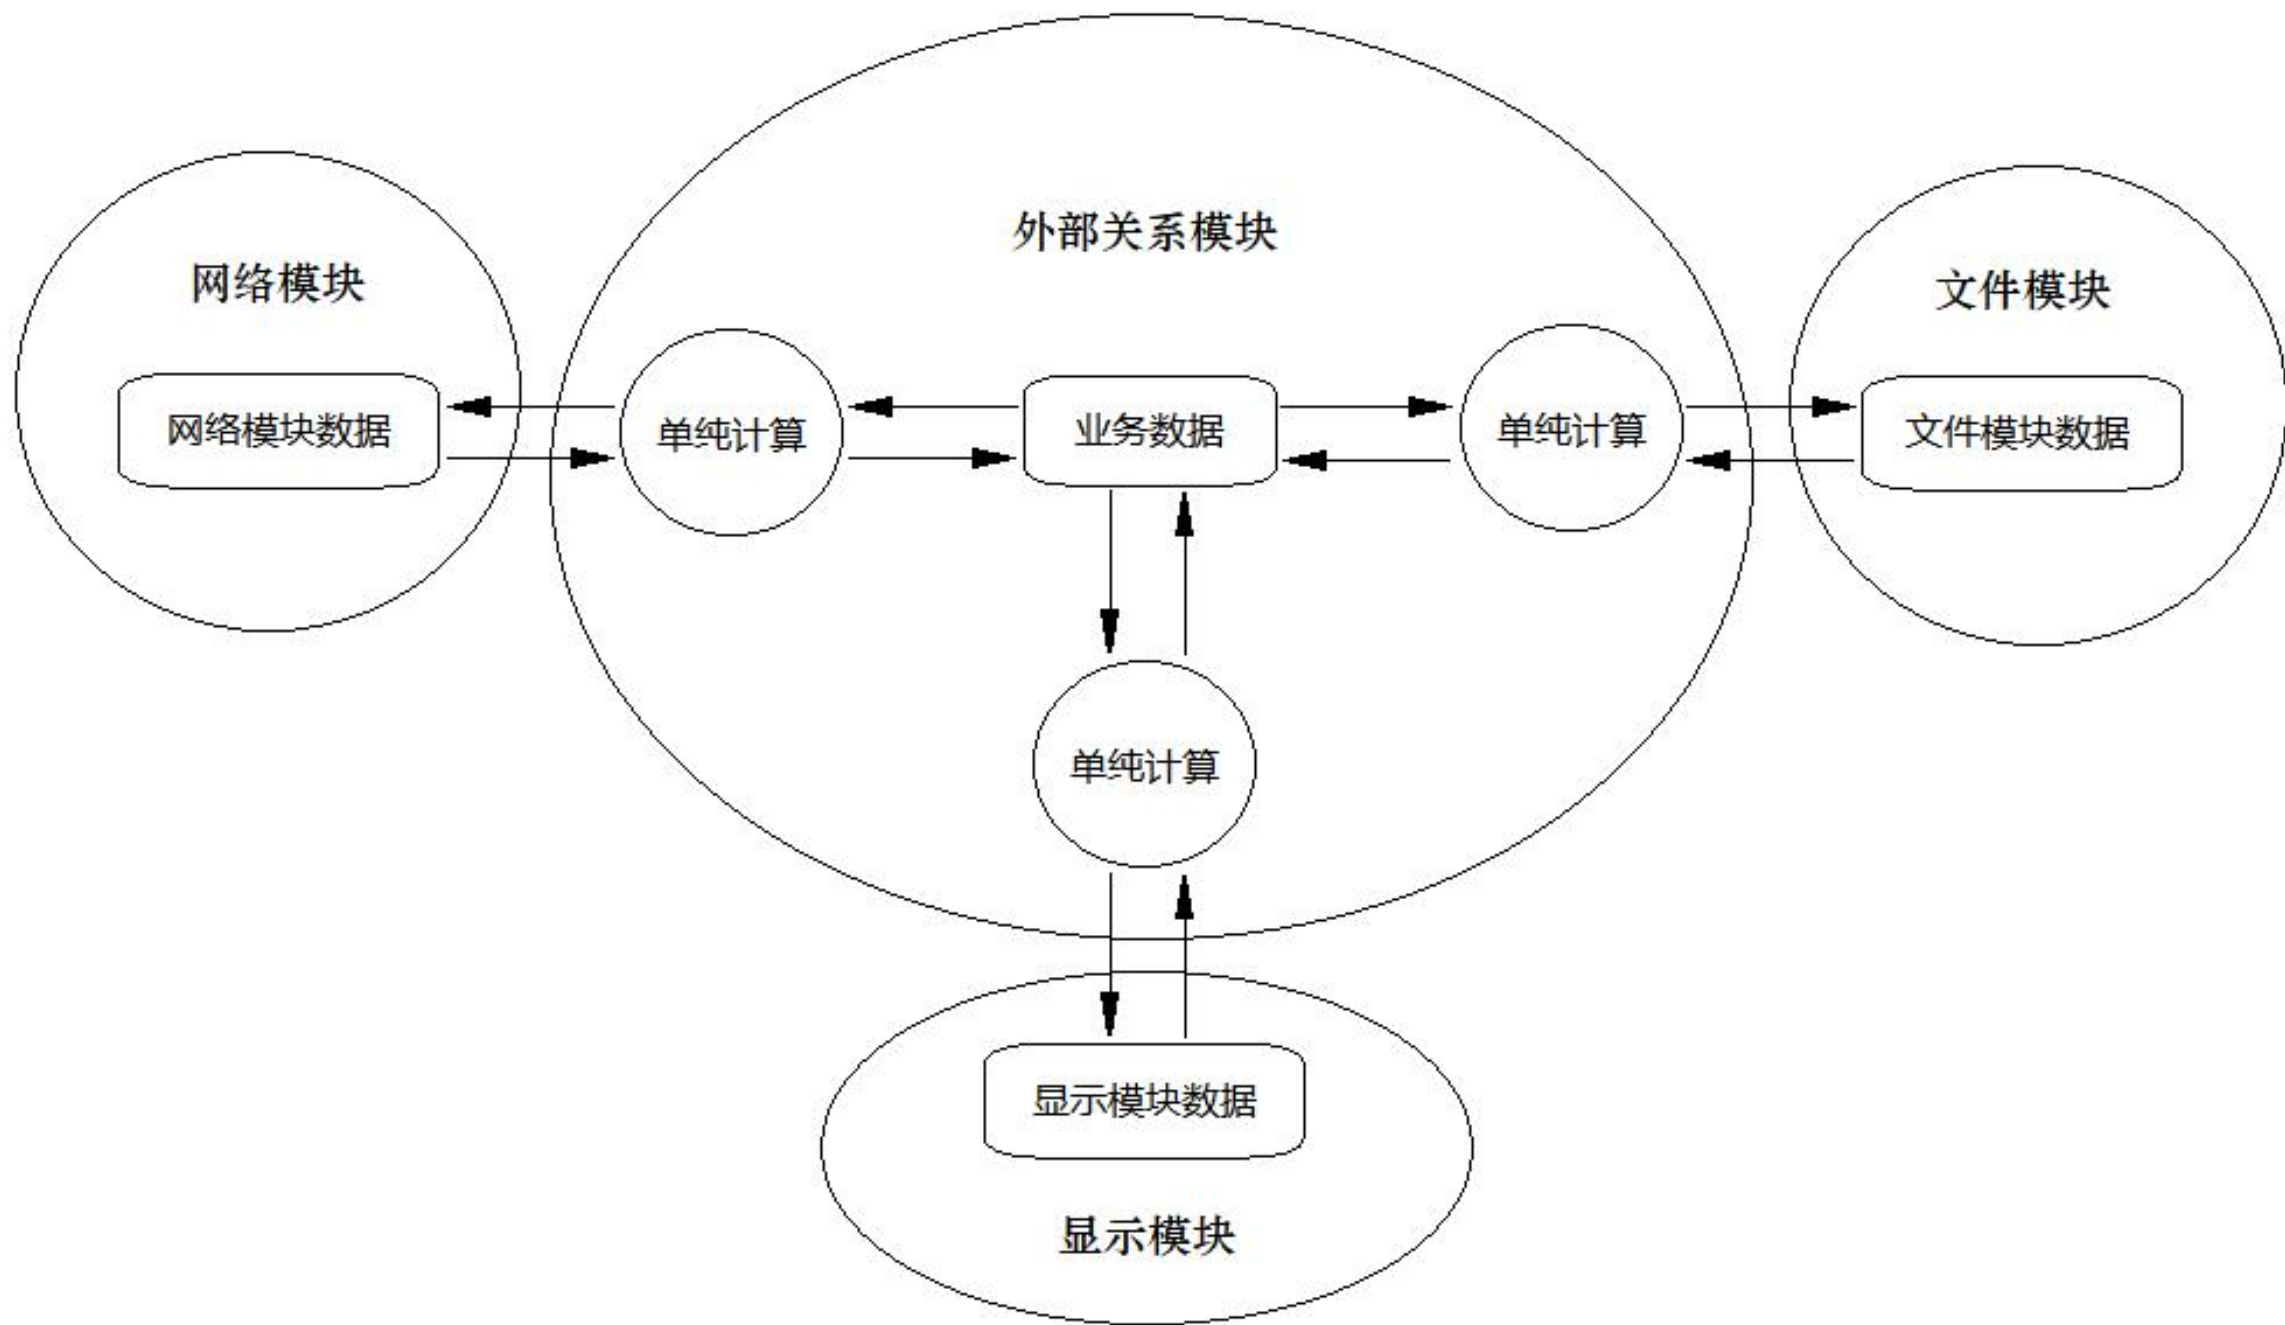 外部关系模块
网络模块
文件模块
网络模块数据
单纯计算
业务数据
单纯计算
文件模块数据
单纯计算
显示模块数据
显示模块